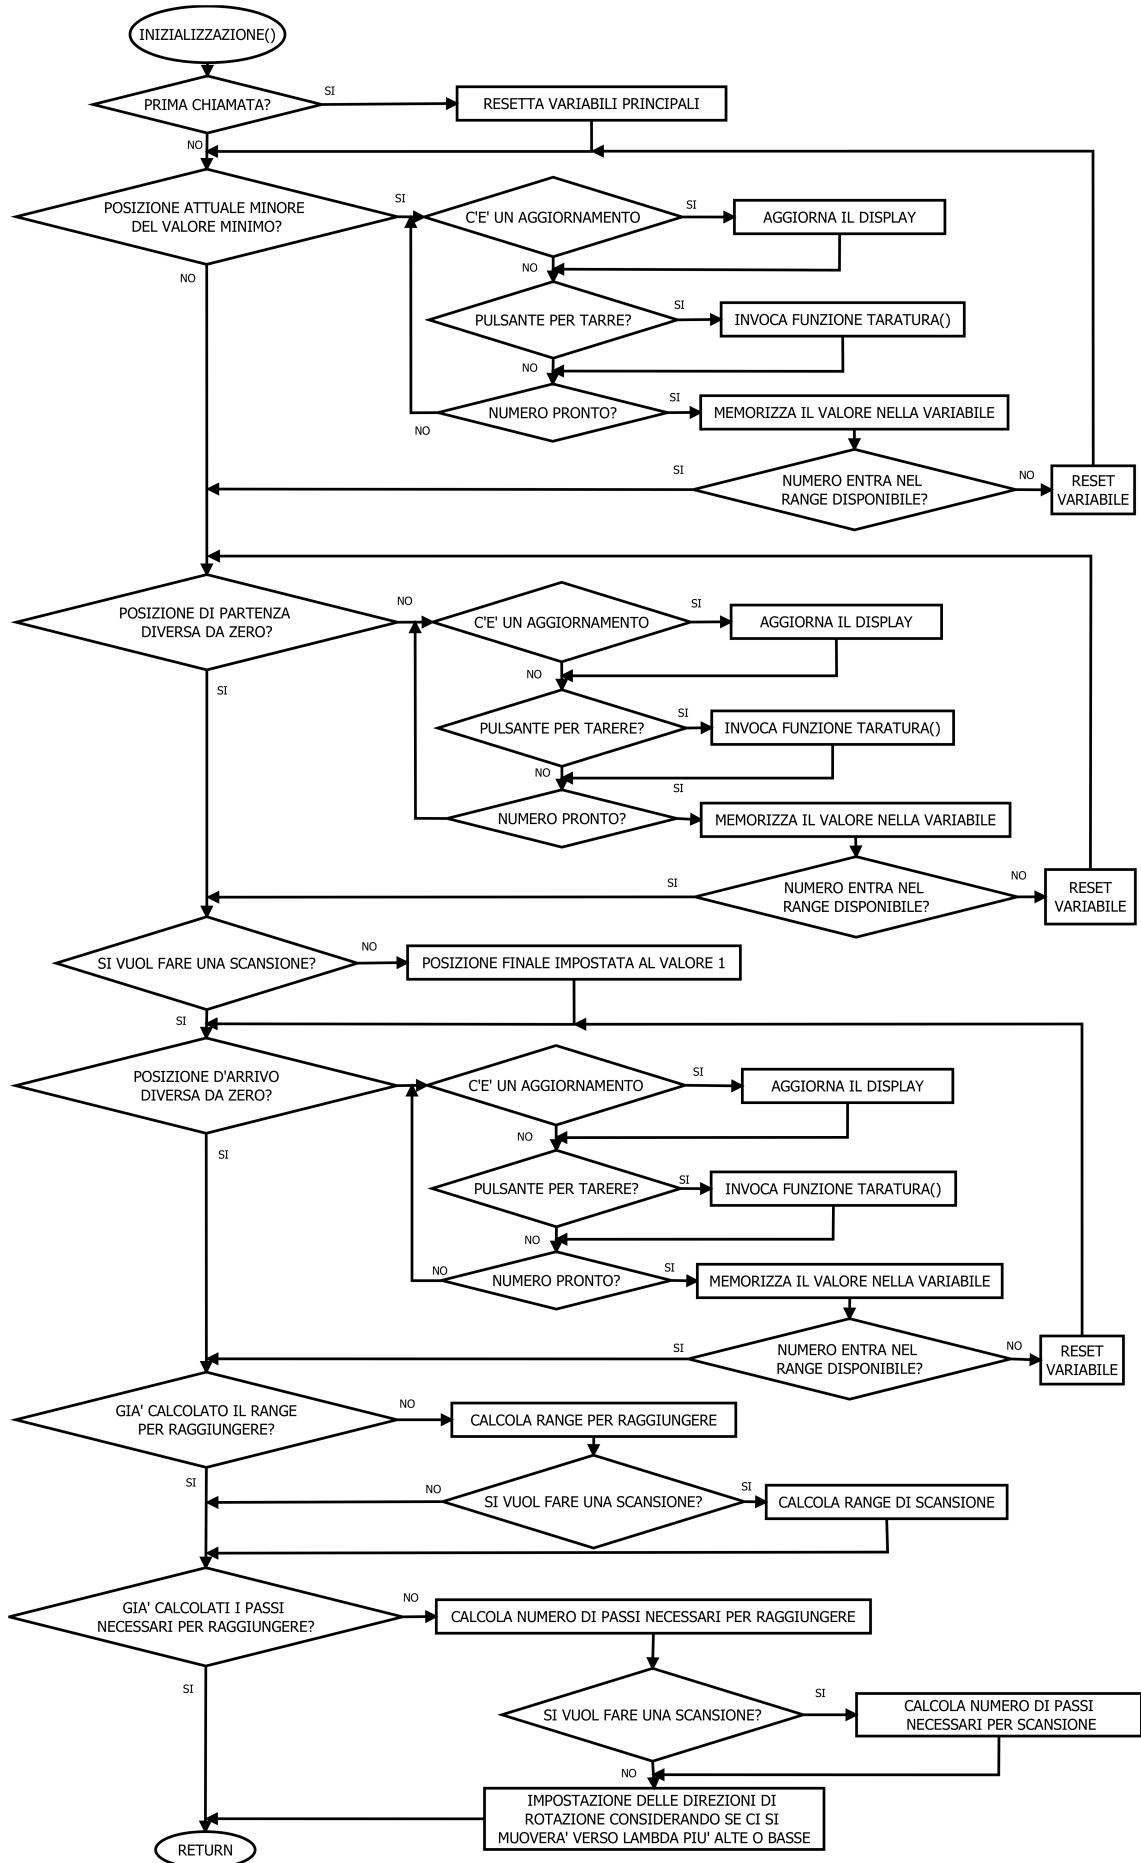 INIZIALIZZAZIONE()
PRIMA CHIAMATA?
SI
RESETTA VARIABILI PRINCIPALI
NO
POSIZIONE ATTUALE MINORE
DEL VALORE MINIMO?
SI
C'E' UN AGGIORNAMENTO
SI
AGGIORNA IL DISPLAY
NO
NO
PULSANTE PER TARRE?
SI
INVOCA FUNZIONE TARATURA()
NO
NUMERO PRONTO?
SI
MEMORIZZA IL VALORE NELLA VARIABILE
NO
SI
NUMERO ENTRA NEL
RANGE DISPONIBILE?
NO
RESET
VARIABILE
POSIZIONE DI PARTENZA
DIVERSA DA ZERO?
NO
C'E' UN AGGIORNAMENTO
SI
AGGIORNA IL DISPLAY
NO
SI
PULSANTE PER TARERE?
SI
INVOCA FUNZIONE TARATURA()
NO
NUMERO PRONTO?
SI
MEMORIZZA IL VALORE NELLA VARIABILE
SI
NUMERO ENTRA NEL
RANGE DISPONIBILE?
NO
RESET
VARIABILE
SI VUOL FARE UNA SCANSIONE?
NO
POSIZIONE FINALE IMPOSTATA AL VALORE 1
SI
POSIZIONE D'ARRIVO
DIVERSA DA ZERO?
C'E' UN AGGIORNAMENTO
SI
AGGIORNA IL DISPLAY
NO
SI
PULSANTE PER TARERE?
SI
INVOCA FUNZIONE TARATURA()
NO
NO
NUMERO PRONTO?
SI
MEMORIZZA IL VALORE NELLA VARIABILE
SI
NUMERO ENTRA NEL
RANGE DISPONIBILE?
NO
RESET
VARIABILE
GIA' CALCOLATO IL RANGE
PER RAGGIUNGERE?
NO
CALCOLA RANGE PER RAGGIUNGERE
SI
NO
SI VUOL FARE UNA SCANSIONE?
SI
CALCOLA RANGE DI SCANSIONE
GIA' CALCOLATI I PASSI
NECESSARI PER RAGGIUNGERE?
NO
CALCOLA NUMERO DI PASSI NECESSARI PER RAGGIUNGERE
SI
SI VUOL FARE UNA SCANSIONE?
SI
CALCOLA NUMERO DI PASSI
NECESSARI PER SCANSIONE
NO
IMPOSTAZIONE DELLE DIREZIONI DI
ROTAZIONE CONSIDERANDO SE CI SI
MUOVERA' VERSO LAMBDA PIU' ALTE O BASSE
RETURN